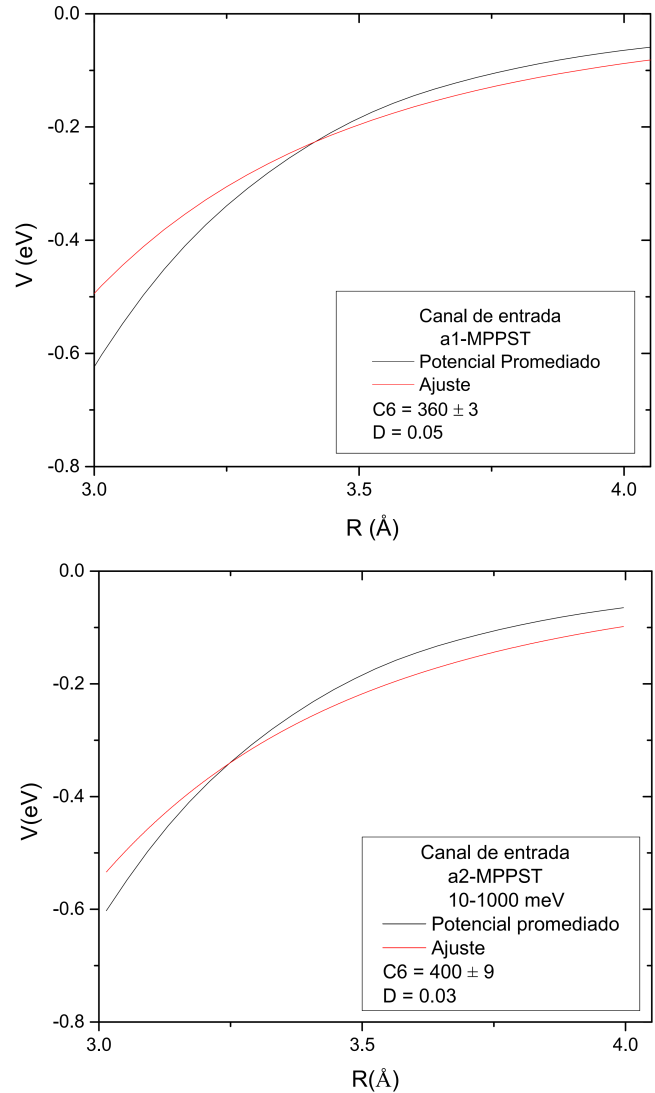 0.0
-0.2
-0.4
-0.6
-0.8
V (eV)
Canal de entrada
a1-MPPST
Potencial Promediado
Ajuste
C6 = 360 ± 3
D = 0.05
3.0 3.5 4.0
R (Å)
0.0
-0.2
-0.4
-0.6
-0.8
V(eV)
Canal de entrada
a2-MPPST
10-1000 meV
Potencial promediado
Ajuste
C6 = 400 ± 9
D = 0.03
3.0 3.5 4.0
R(Å)